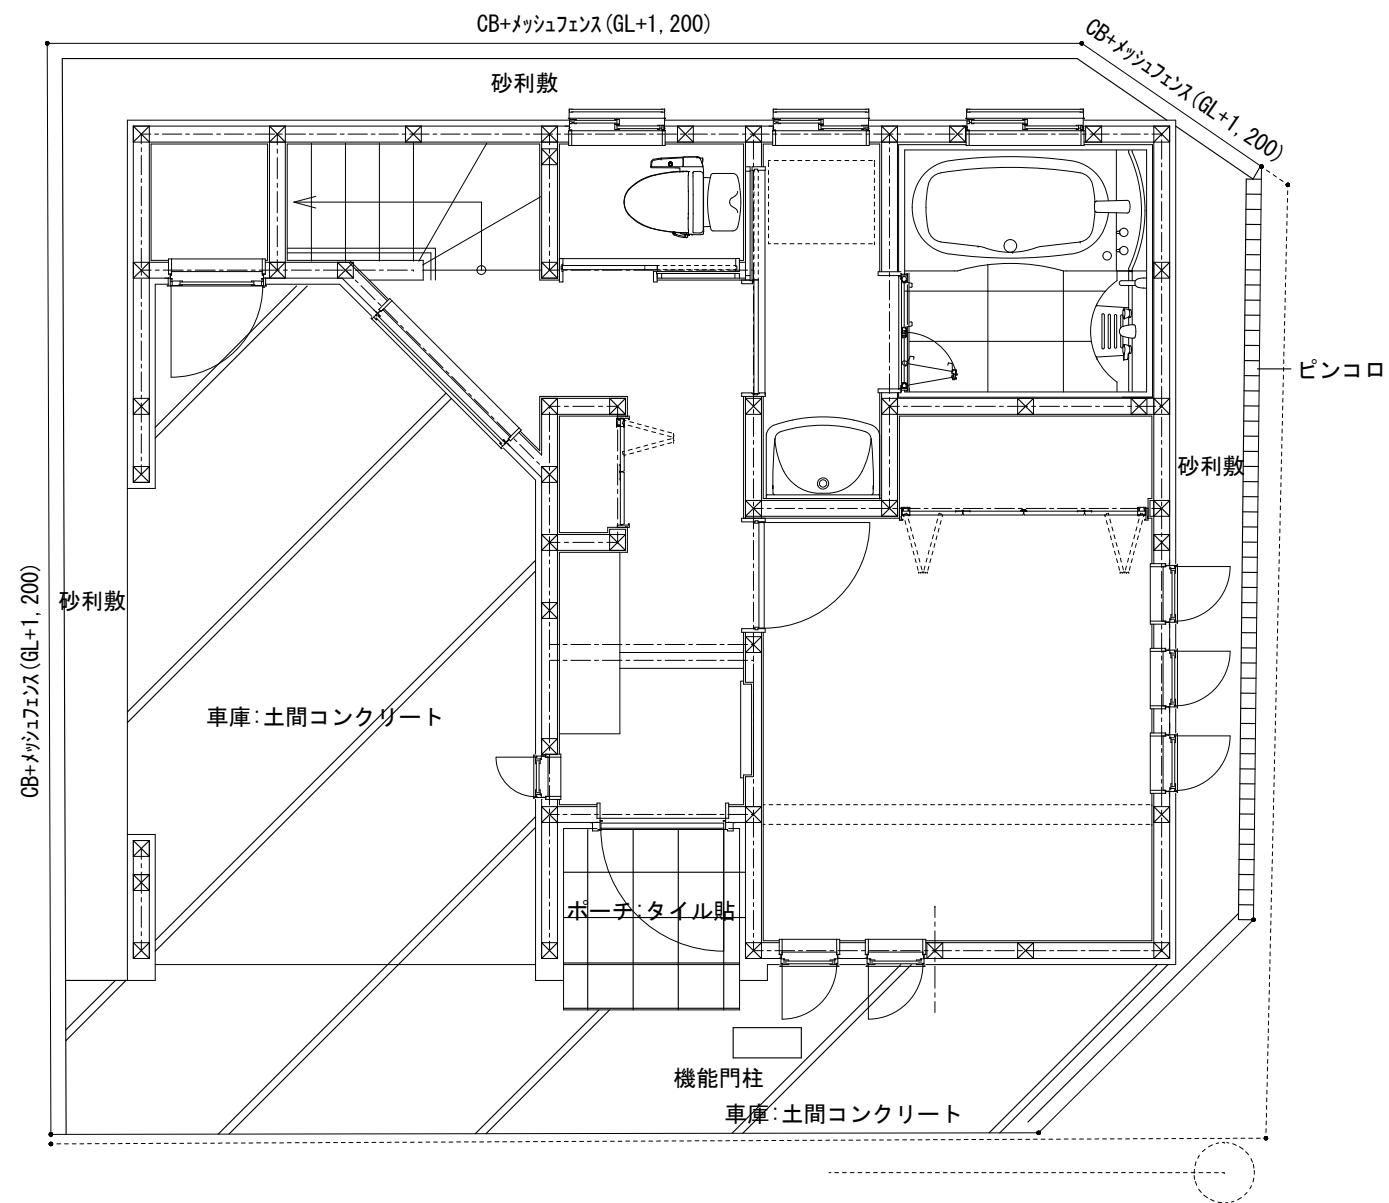 CB+メッシュフェンス(GL+1,200)
CB+メッシュフェンス(GL+1,200)
砂利敷
ピンコロ
砂利敷
CB+メッシュフェンス(GL+1,200)
砂利敷
車庫:土間コンクリート
ポーチ:タイル貼
機能門柱
車庫:土間コンクリート